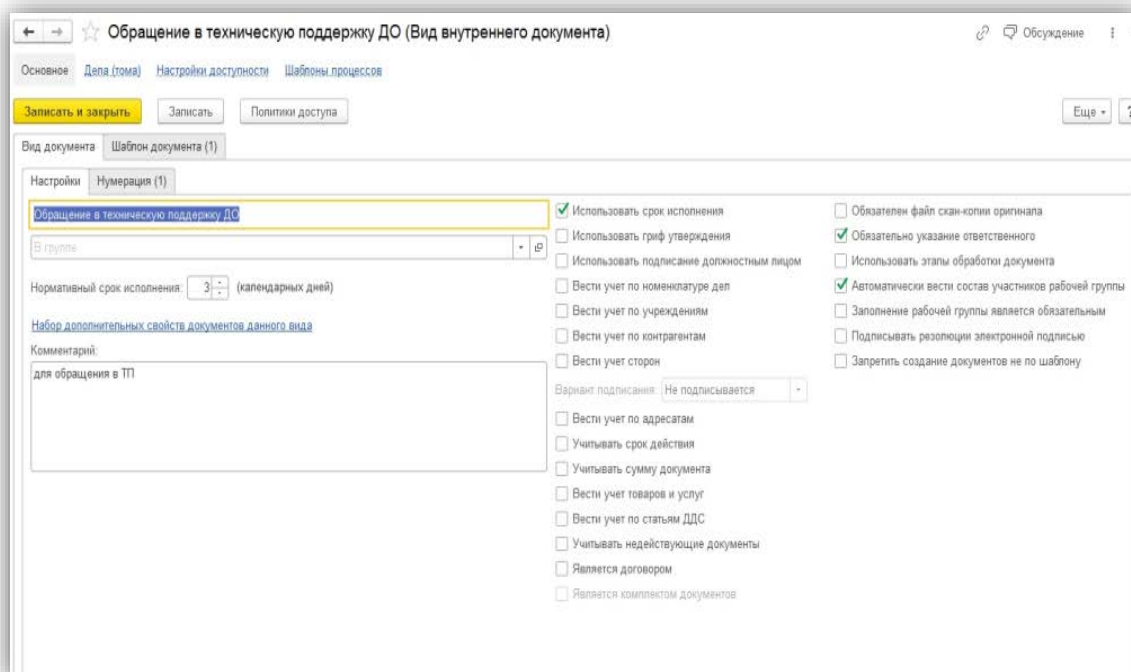 Обращение в техническую поддержку ДО (Вид внутреннего документа)
Обсуждение
Основное Дела (тома) Настройки доступности Шаблоны процессов
Записать и закрыть Записать Политики доступа Еще ?
Вид документа Шаблон документа (1)
Настройки Нумерация (1)
Обращение в техническую поддержку ДО
В группе
Нормативный срок исполнения: 3 (календарных дней)
Набор дополнительных свойств документов данного вида
Комментарий:
для обращения в ТП
Использовать срок исполнения
Использовать гриф утверждения
Использовать подписание должностным лицом
Вести учет по номенклатуре дел
Вести учет по учреждениям
Вести учет по контрагентам
Вести учет сторон
Вариант подписания: Не подписывается
Вести учет по адресатам
Учитывать срок действия
Учитывать сумму документа
Вести учет товаров и услуг
Вести учет по статьям ДДС
Учитывать недействующие документы
Является договором
Является комплектом документов
Обязателен файл скан-копии оригинала
Обязательно указание ответственного
Использовать этапы обработки документа
Автоматически вести состав участников рабочей группы
Заполнение рабочей группы является обязательным
Подписывать резолюции электронной подписью
Запретить создание документов не по шаблону